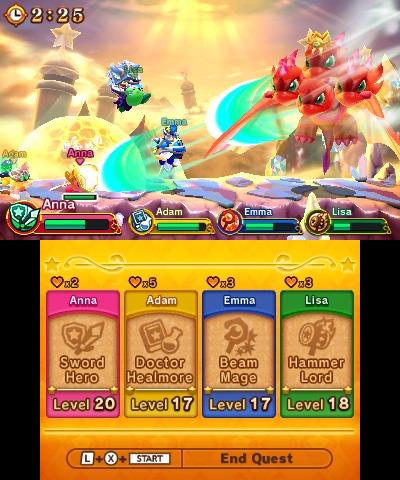 2:25
Lisa
Emma
Adam
Anna
Anna
Adam
Emma
Lisa
x2
x5
x3
x3
Anna
Adam
Emma
Lisa
Sword
Hero
Doctor
Healmore
Beam
Mage
Hammer
Lord
Level 20
Level 17
Level 17
Level 18
L+X+START
End Quest